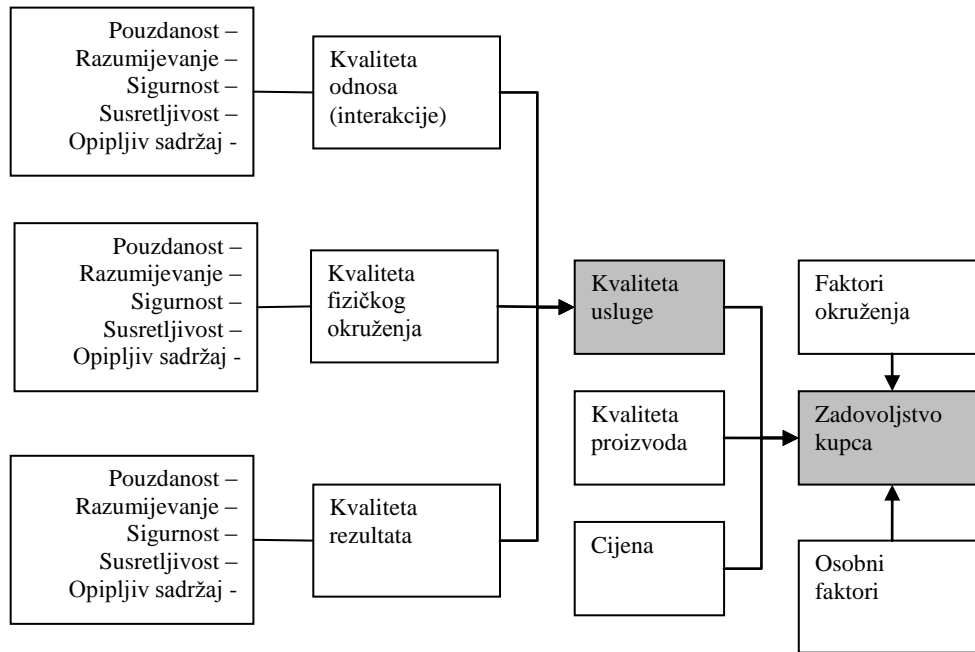 Pouzdanost –
Razumijevanje –
Sigurnost –
Susretljivost –
Opipljiv sadržaj -
Kvaliteta
odnosa
(interakcije)
Pouzdanost –
Razumijevanje –
Sigurnost –
Susretljivost –
Opipljiv sadržaj -
Kvaliteta
fizičkog
okruženja
Pouzdanost –
Razumijevanje –
Sigurnost –
Susretljivost –
Opipljiv sadržaj -
Kvaliteta
rezultata
Kvaliteta
usluge
Kvaliteta
proizvoda
Cijena
Faktori
okruženja
Zadovoljstvo
kupca
Osobni
faktori